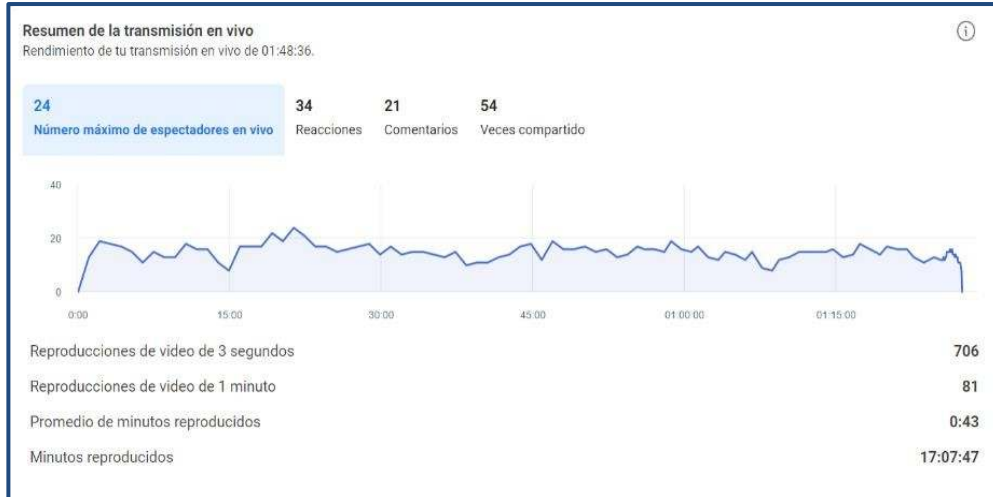 Resumen de la transmisión en vivo
Rendimiento de tu transmisión en vivo de 01:48:36.
24 34 21 54
Número máximo de espectadores en vivo Reacciones Comentarios Veces compartido
40
20
0
0:00 15:00 30:00 45:00 01:00:00 01:15:00
Reproducciones de video de 3 segundos 706
Reproducciones de video de 1 minuto 81
Promedio de minutos reproducidos 0:43
Minutos reproducidos 17:07:47